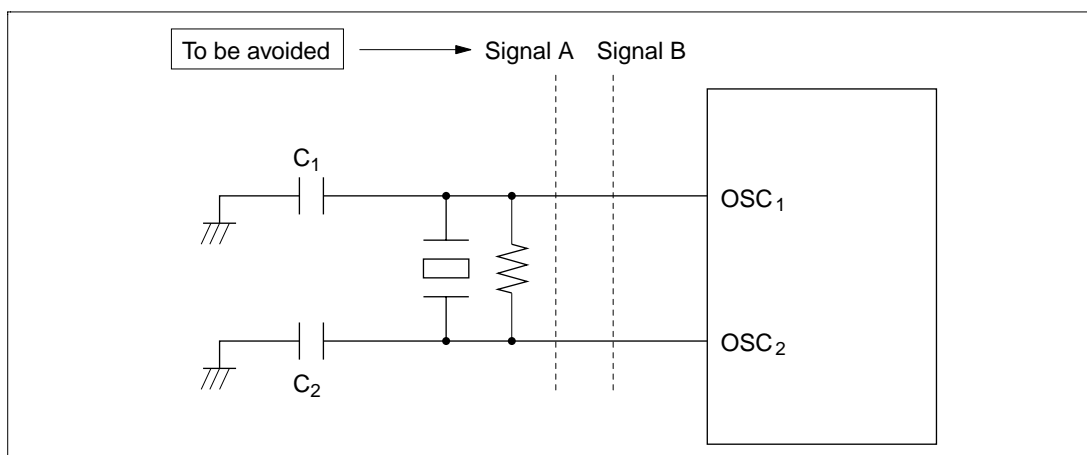 To be avoided
Signal A
Signal B
C₁
OSC₁
OSC₂
C₂